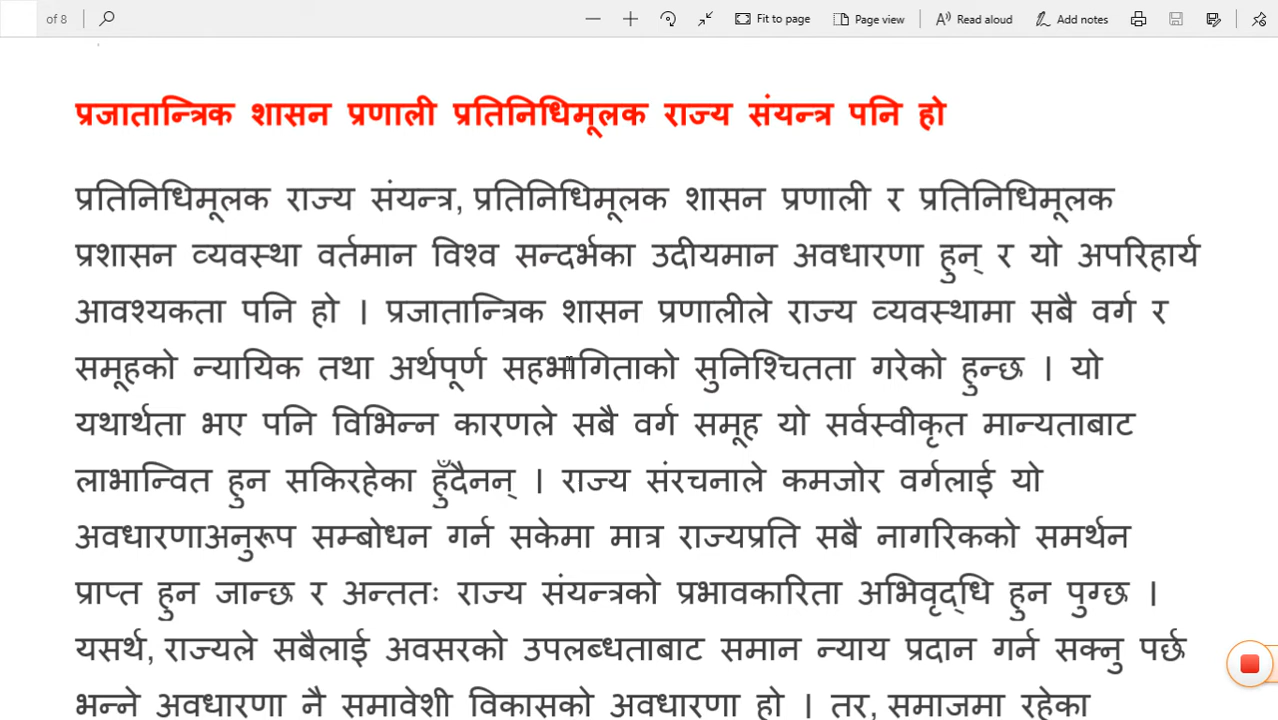 of 8 Fit to page Page view Read aloud Add notes
प्रजातान्त्रिक शासन प्रणाली प्रतिनिधिमूलक राज्य संयन्त्र पनि हो
प्रतिनिधिमूलक राज्य संयन्त्र, प्रतिनिधिमूलक शासन प्रणाली र प्रतिनिधिमूलक
प्रशासन व्यवस्था वर्तमान विश्व सन्दर्भका उदीयमान अवधारणा हुन् र यो अपरिहार्य
आवश्यकता पनि हो । प्रजातान्त्रिक शासन प्रणालीले राज्य व्यवस्थामा सबै वर्ग र
समूहको न्यायिक तथा अर्थपूर्ण सहभागिताको सुनिश्चितता गरेको हुन्छ । यो
यथार्थता भए पनि विभिन्न कारणले सबै वर्ग समूह यो सर्वस्वीकृत मान्यताबाट
लाभान्वित हुन सकिरहेका हुँदैनन् । राज्य संरचनाले कमजोर वर्गलाई यो
अवधारणाअनुरूप सम्बोधन गर्न सकेमा मात्र राज्यप्रति सबै नागरिकको समर्थन
प्राप्त हुन जान्छ र अन्ततः राज्य संयन्त्रको प्रभावकारिता अभिवृद्धि हुन पुग्छ ।
यसर्थ, राज्यले सबैलाई अवसरको उपलब्धताबाट समान न्याय प्रदान गर्न सक्नु पर्छ
भन्ने अवधारणा नै समावेशी विकासको अवधारणा हो । तर, समाजमा रहेका